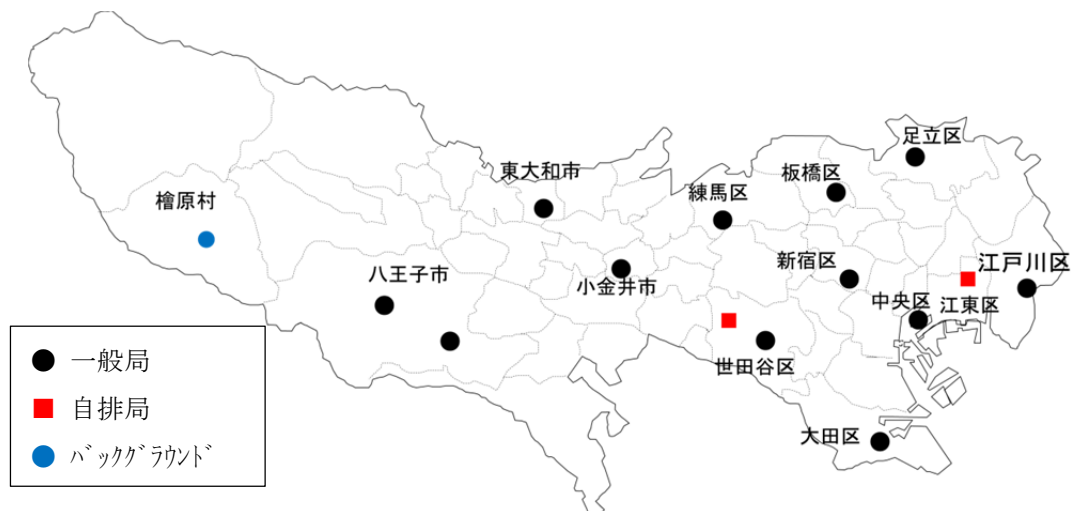 足立区
板橋区
東大和市
練馬区
檜原村
新宿区
江戸川区
八王子市
小金井市
中央区
江東区
世田谷区
大田区
一般局
自排局
ﾊﾞｯｸｸﾞﾗｳﾝﾄﾞ